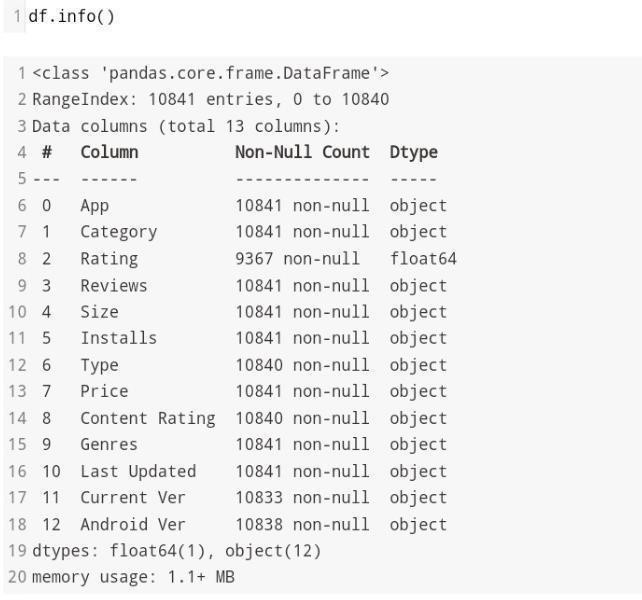 1 df.info()
1 <class 'pandas.core.frame.DataFrame'>
2 RangeIndex: 10841 entries, 0 to 10840
3 Data columns (total 13 columns):
4 #   Column          Non-Null Count  Dtype
5 ---  ------          --------------  -----
6 0   App             10841 non-null  object
7 1   Category        10841 non-null  object
8 2   Rating          9367 non-null   float64
9 3   Reviews         10841 non-null  object
10 4   Size            10841 non-null  object
11 5   Installs        10841 non-null  object
12 6   Type            10840 non-null  object
13 7   Price           10841 non-null  object
14 8   Content Rating  10840 non-null  object
15 9   Genres          10841 non-null  object
16 10  Last Updated    10841 non-null  object
17 11  Current Ver     10833 non-null  object
18 12  Android Ver     10838 non-null  object
19 dtypes: float64(1), object(12)
20 memory usage: 1.1+ MB